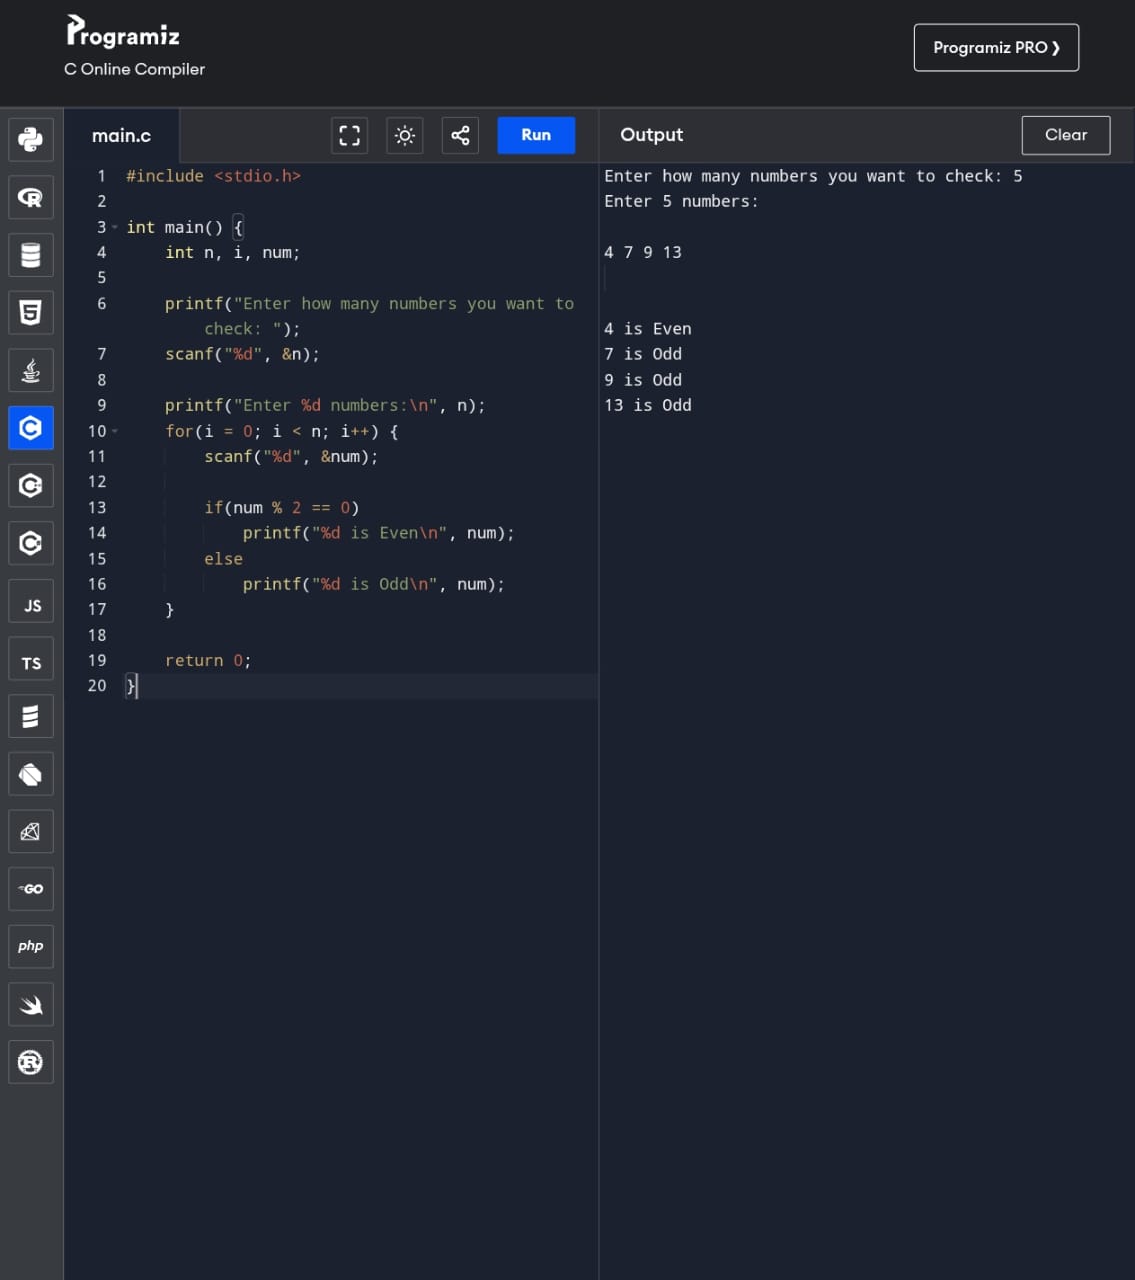 Programiz
C Online Compiler
Programiz PRO ❯
main.c
Run
Output
Clear
1 #include <stdio.h>
2
3 int main() {
4     int n, i, num;
5
6     printf("Enter how many numbers you want to
        check: ");
7     scanf("%d", &n);
8
9     printf("Enter %d numbers:\n", n);
10     for(i = 0; i < n; i++) {
11         scanf("%d", &num);
12
13         if(num % 2 == 0)
14             printf("%d is Even\n", num);
15         else
16             printf("%d is Odd\n", num);
17     }
18
19     return 0;
20 }
Enter how many numbers you want to check: 5
Enter 5 numbers:
4 7 9 13
4 is Even
7 is Odd
9 is Odd
13 is Odd
R
5
C
C
C
JS
TS
GO
php
R